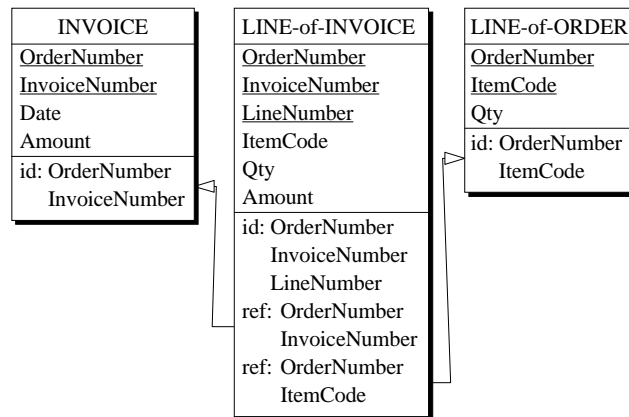 INVOICE
OrderNumber
InvoiceNumber
Date
Amount
id: OrderNumber
InvoiceNumber
LINE-of-INVOICE
OrderNumber
InvoiceNumber
LineNumber
ItemCode
Qty
Amount
id: OrderNumber
InvoiceNumber
LineNumber
ref: OrderNumber
InvoiceNumber
ref: OrderNumber
ItemCode
LINE-of-ORDER
OrderNumber
ItemCode
Qty
id: OrderNumber
ItemCode